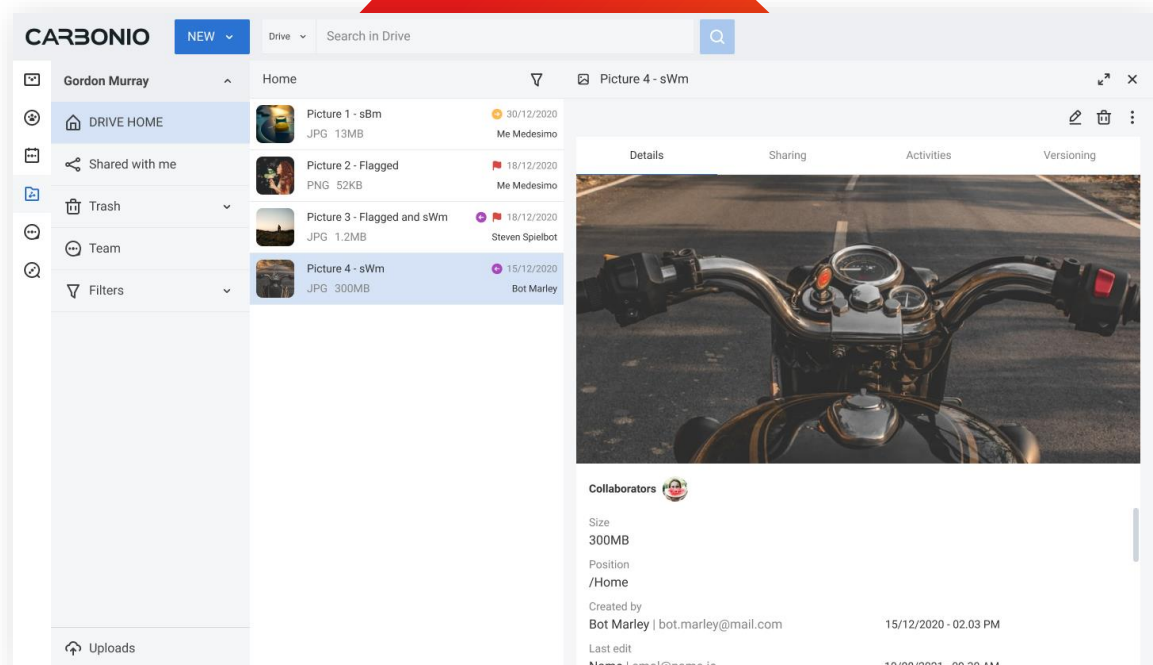 CARBONIO
NEW
Drive
Search in Drive
Gordon Murray
DRIVE HOME
Shared with me
Trash
Team
Filters
Uploads
Home
Picture 1 - sBm
30/12/2020
JPG 13MB
Me Medesimo
Picture 2 - Flagged
18/12/2020
PNG 52KB
Me Medesimo
Picture 3 - Flagged and sWm
18/12/2020
JPG 1.2MB
Steven Spielbot
Picture 4 - sWm
15/12/2020
JPG 300MB
Bot Marley
Picture 4 - sWm
Details
Sharing
Activities
Versioning
Collaborators
Size
300MB
Position
/Home
Created by
Bot Marley | bot.marley@mail.com
15/12/2020 - 02.03 PM
Last edit